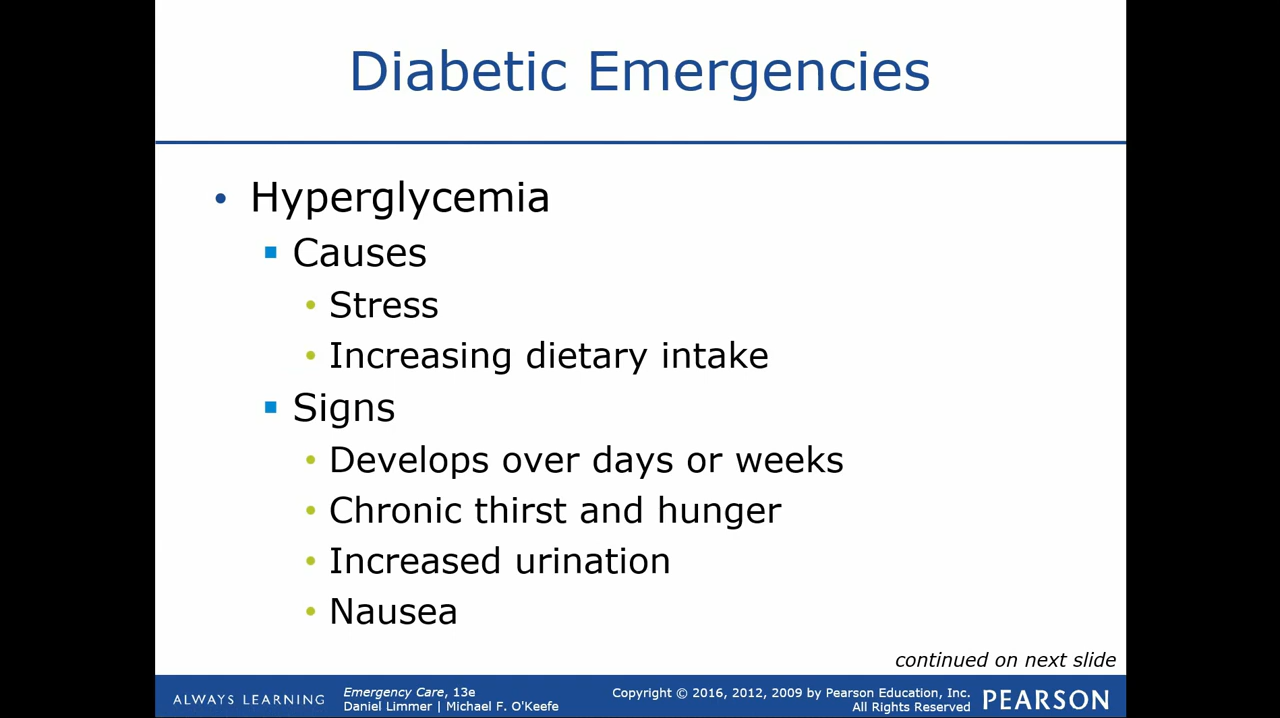 Diabetic Emergencies
• Hyperglycemia
▪ Causes
• Stress
• Increasing dietary intake
▪ Signs
• Develops over days or weeks
• Chronic thirst and hunger
• Increased urination
• Nausea
continued on next slide
ALWAYS LEARNING
Emergency Care, 13e
Daniel Limmer | Michael F. O'Keefe
Copyright © 2016, 2012, 2009 by Pearson Education, Inc.
All Rights Reserved
PEARSON